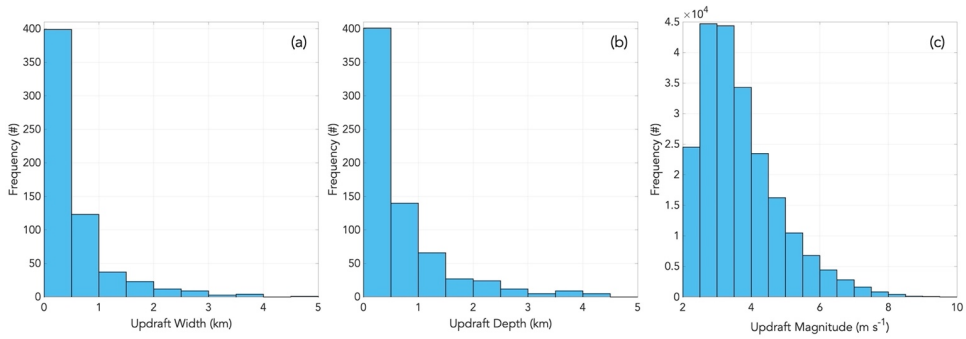 (a)
Frequency (#)
400
350
300
250
200
150
100
50
0
0 1 2 3 4 5
Updraft Width (km)
(b)
Frequency (#)
400
350
300
250
200
150
100
50
0
0 1 2 3 4 5
Updraft Depth (km)
×10⁴
(c)
Frequency (#)
4.5
4
3.5
3
2.5
2
1.5
1
0.5
0
2 4 6 8 10
Updraft Magnitude (m s⁻¹)